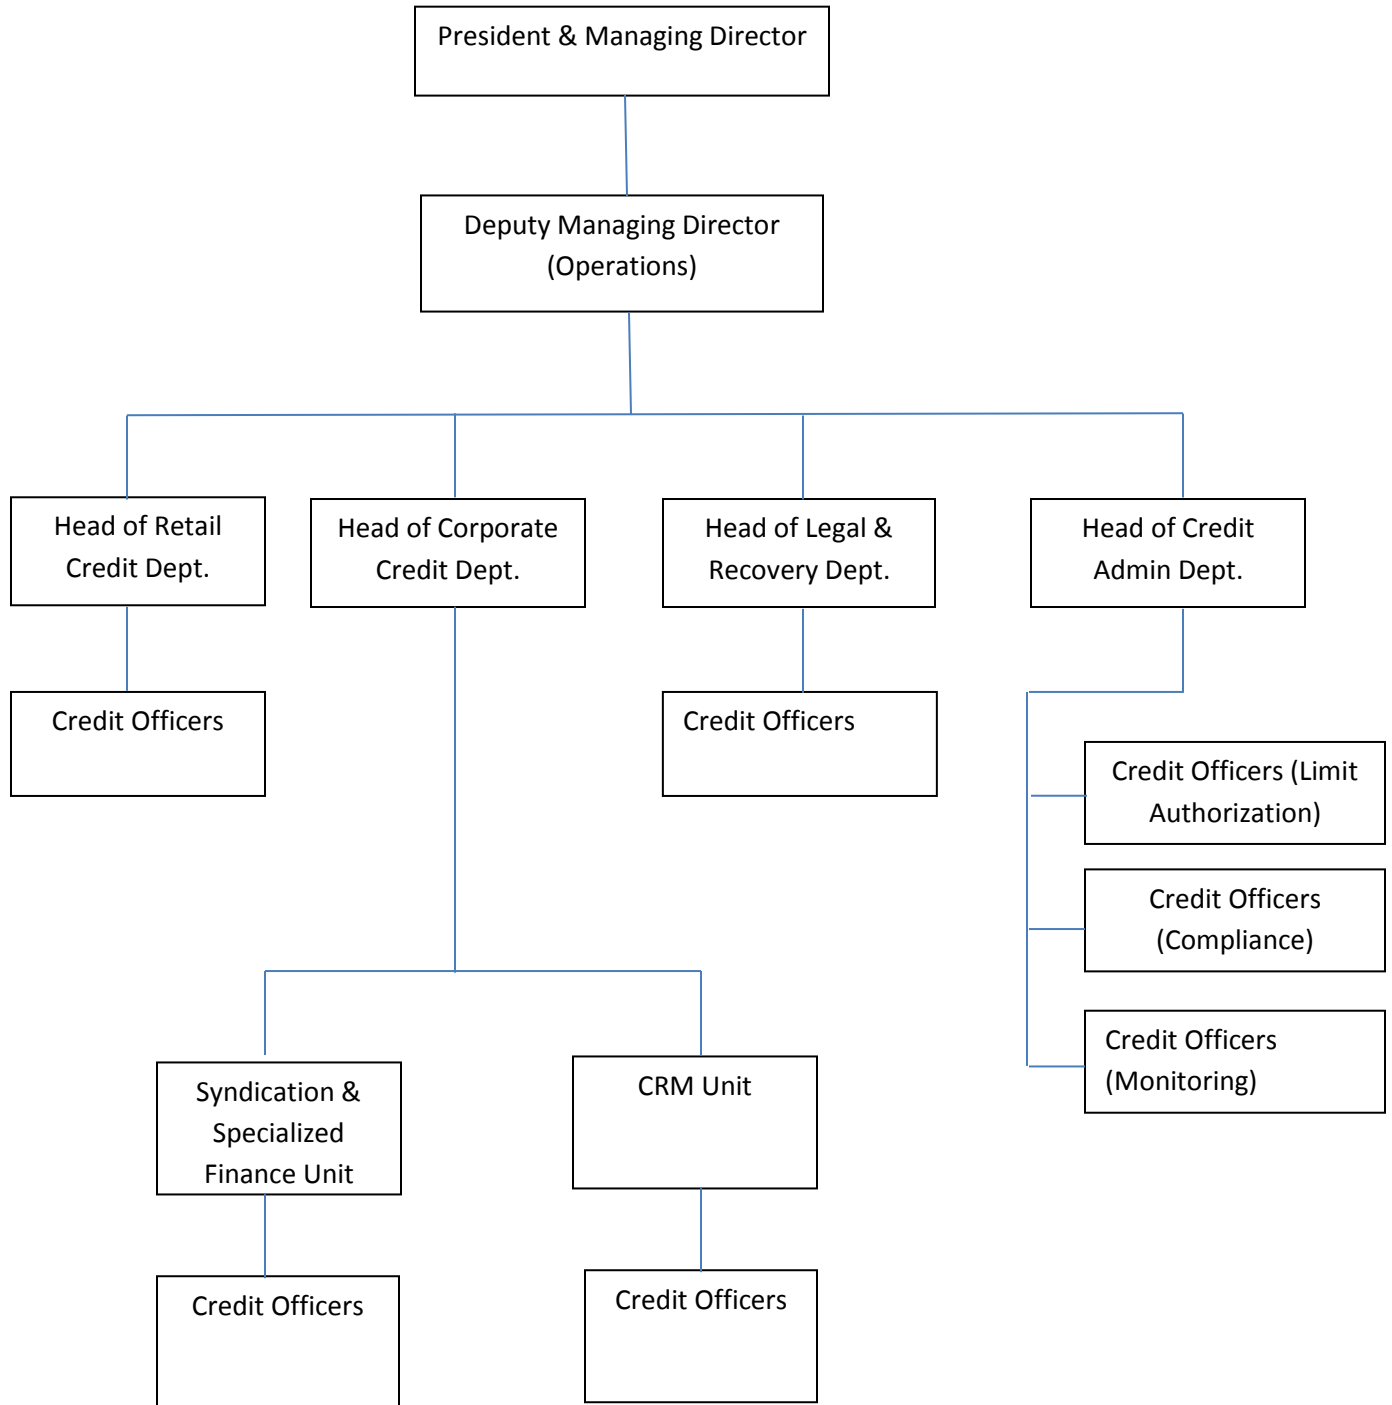 President & Managing Director
Deputy Managing Director
(Operations)
Head of Retail
Credit Dept.
Head of Corporate
Credit Dept.
Head of Legal &
Recovery Dept.
Head of Credit
Admin Dept.
Credit Officers
Credit Officers
Credit Officers (Limit
Authorization)
Credit Officers
(Compliance)
Credit Officers
(Monitoring)
Syndication &
Specialized
Finance Unit
CRM Unit
Credit Officers
Credit Officers